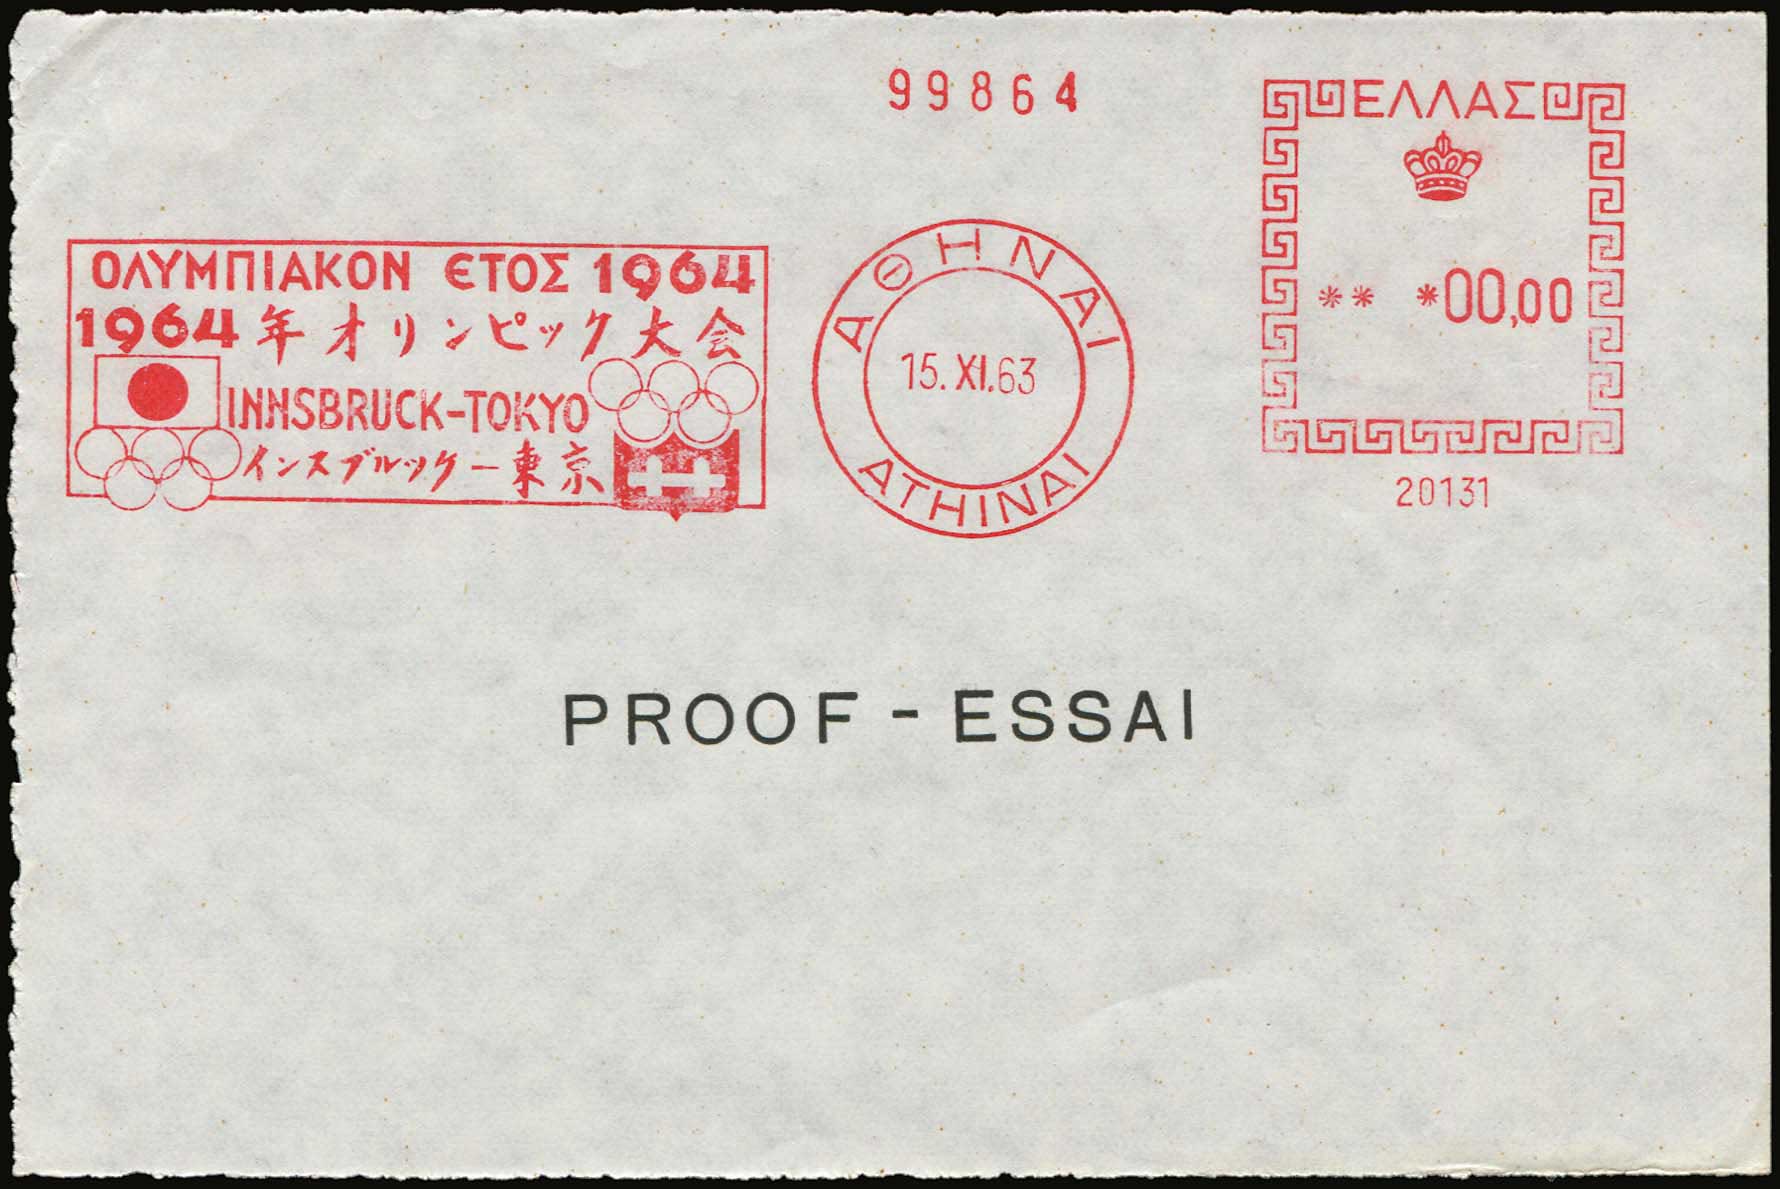 99864
ΟΛΥΜΠΙΑΚΟΝ ΕΤΟΣ 1964
1964年オリンピック大会
INNSBRUCK-TOKYO
インスブルック-東京
ΑΘΗΝΑΙ
15.XI.63
ATHINAI
ΕΛΛΑΣ
** *00,00
20131
PROOF - ESSAI